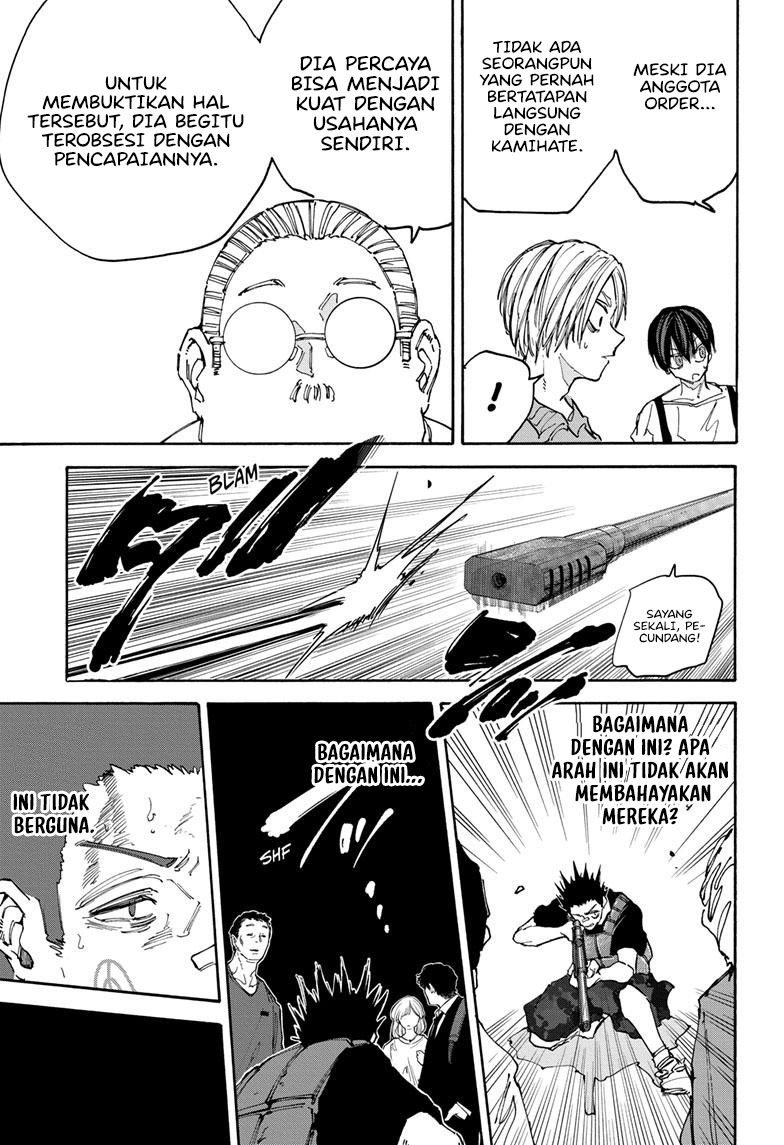 MESKI DIA
ANGGOTA
ORDER...
TIDAK ADA
SEORANGPUN
YANG PERNAH
BERTATAPAN
LANGSUNG
DENGAN
KAMIHATE.
!
DIA PERCAYA
BISA MENJADI
KUAT DENGAN
USAHANYA
SENDIRI.
UNTUK
MEMBUKTIKAN HAL
TERSEBUT, DIA BEGITU
TEROBSESI DENGAN
PENCAPAIANNYA.
SAYANG
SEKALI, PE-
CUNDANG!
BLAM
BAGAIMANA
DENGAN INI? APA
ARAH INI TIDAK AKAN
MEMBAHAYAKAN
MEREKA?
BAGAIMANA
DENGAN INI...
SHF
INI TIDAK
BERGUNA.